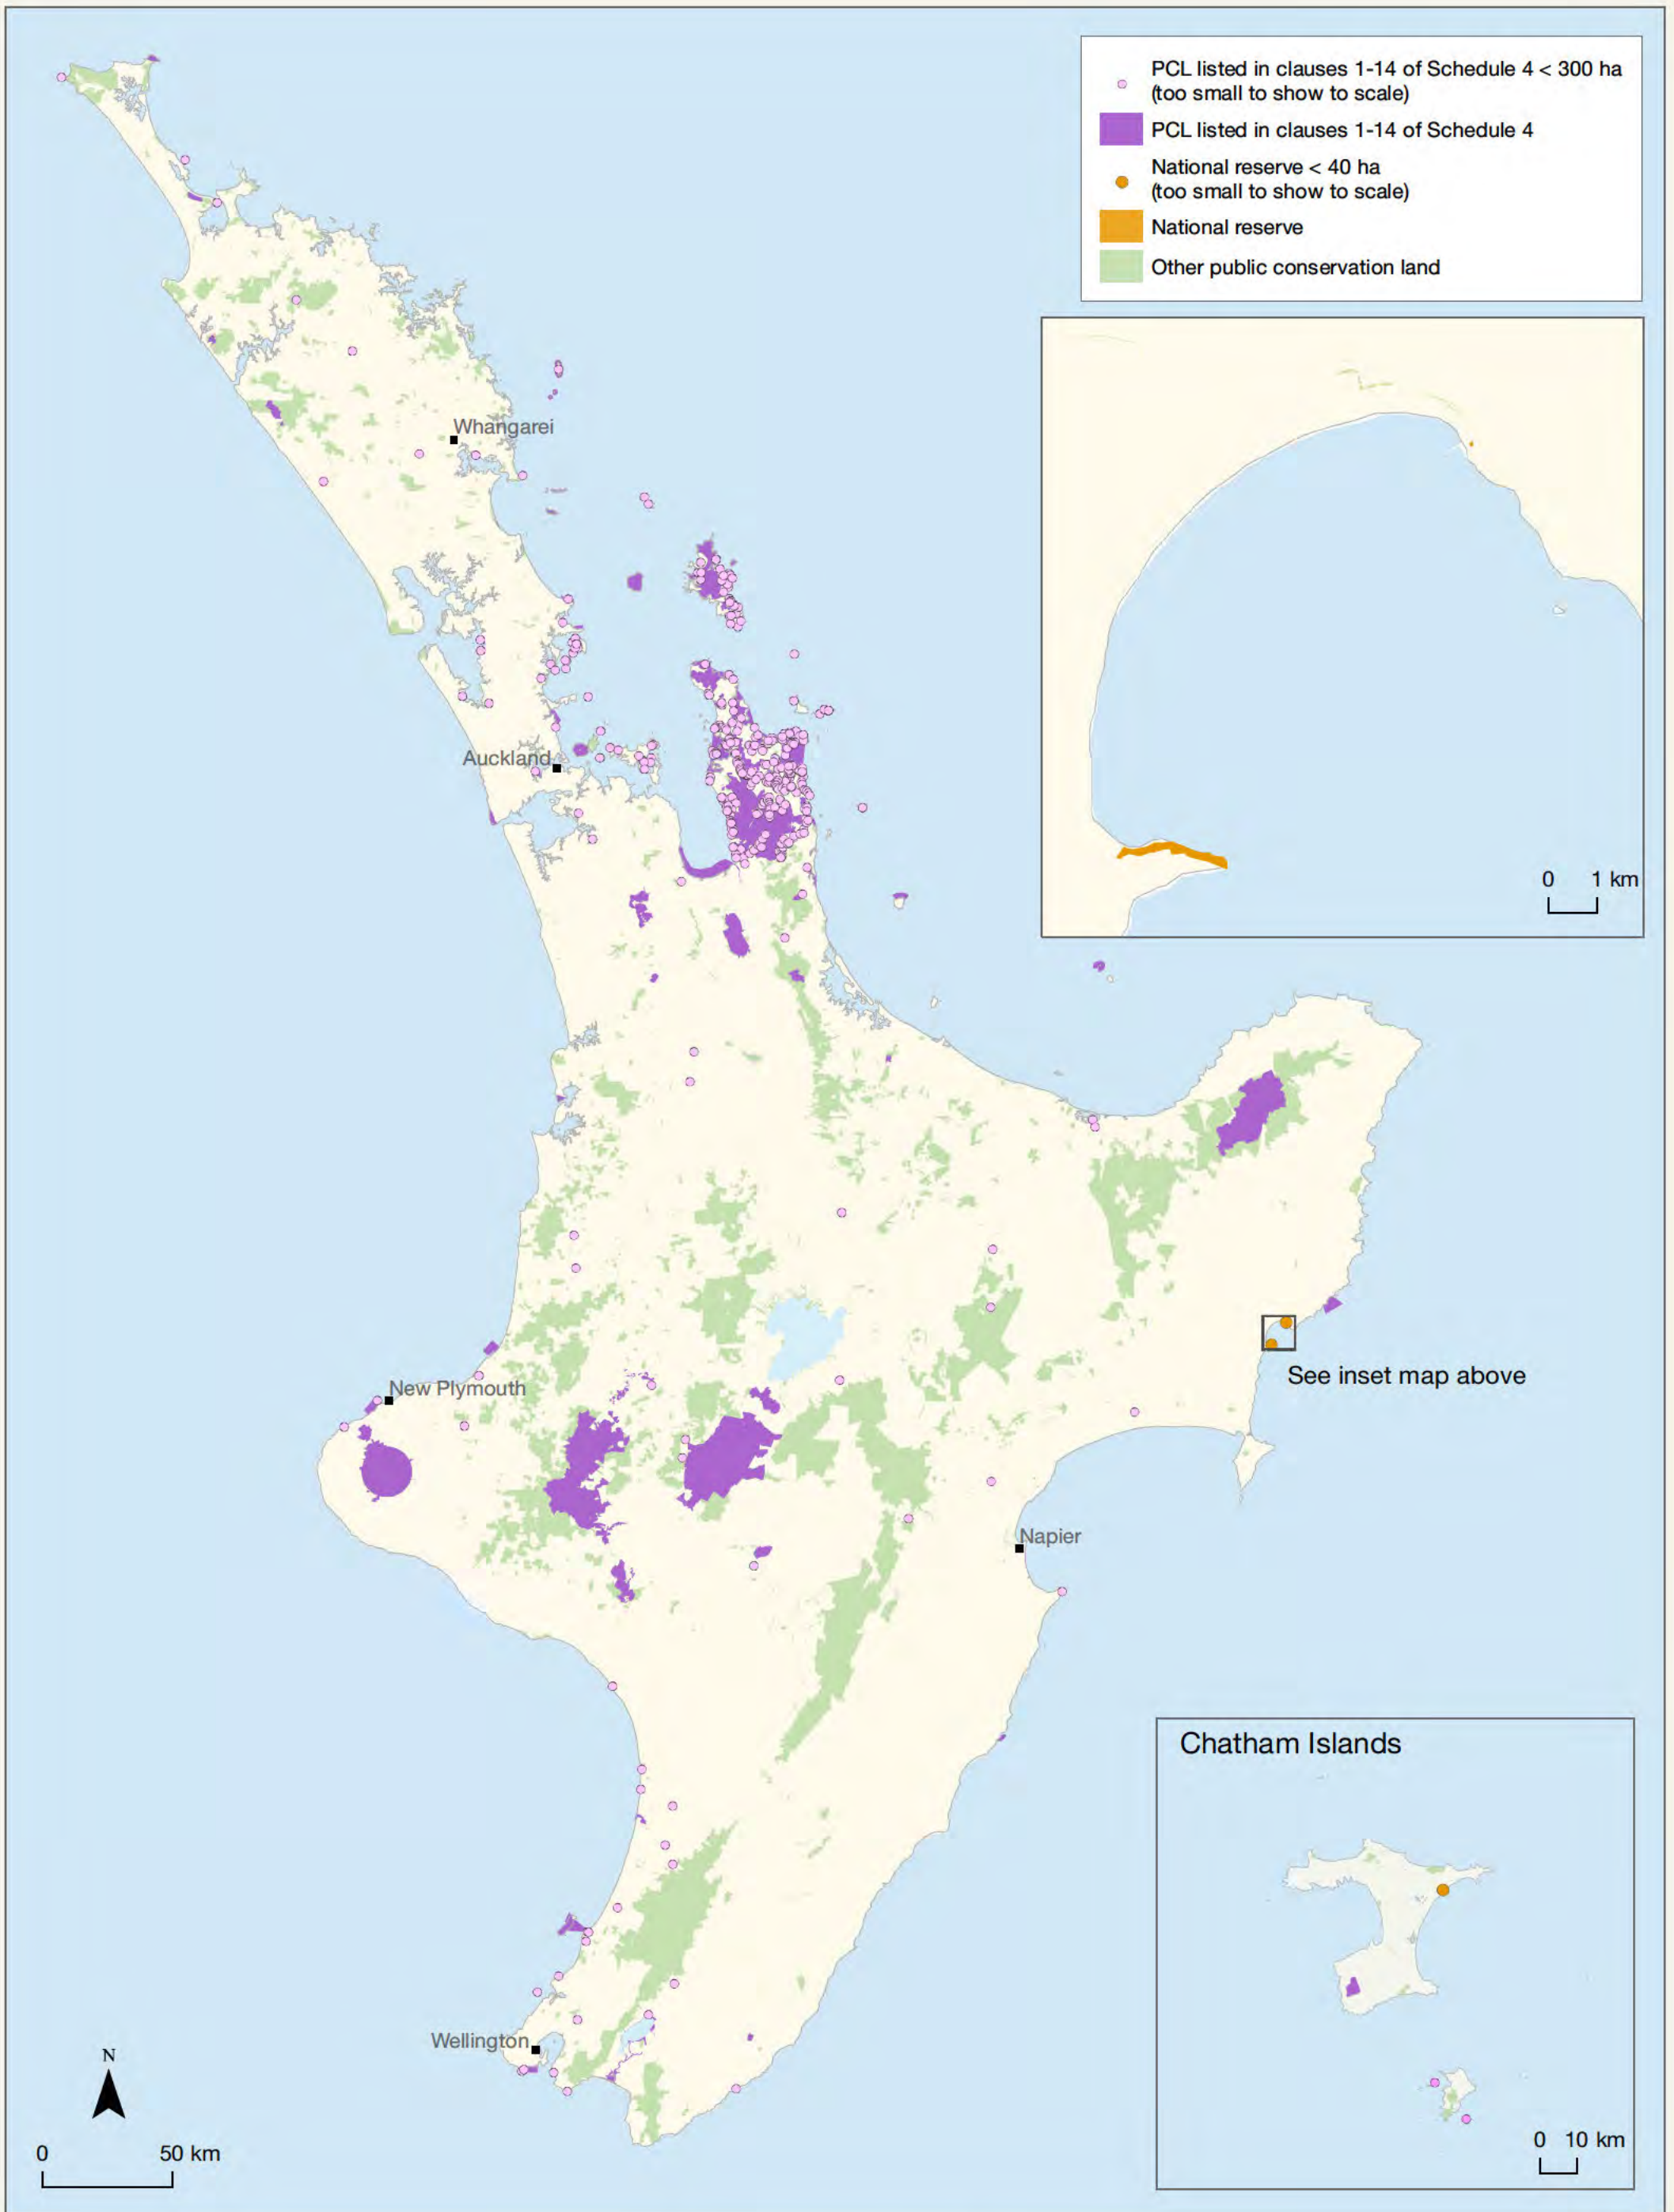 PCL listed in clauses 1-14 of Schedule 4 < 300 ha
(too small to show to scale)
PCL listed in clauses 1-14 of Schedule 4
National reserve < 40 ha
(too small to show to scale)
National reserve
Other public conservation land
Whangarei
Auckland
0 1 km
See inset map above
New Plymouth
Napier
Chatham Islands
Wellington
N
0 50 km
0 10 km